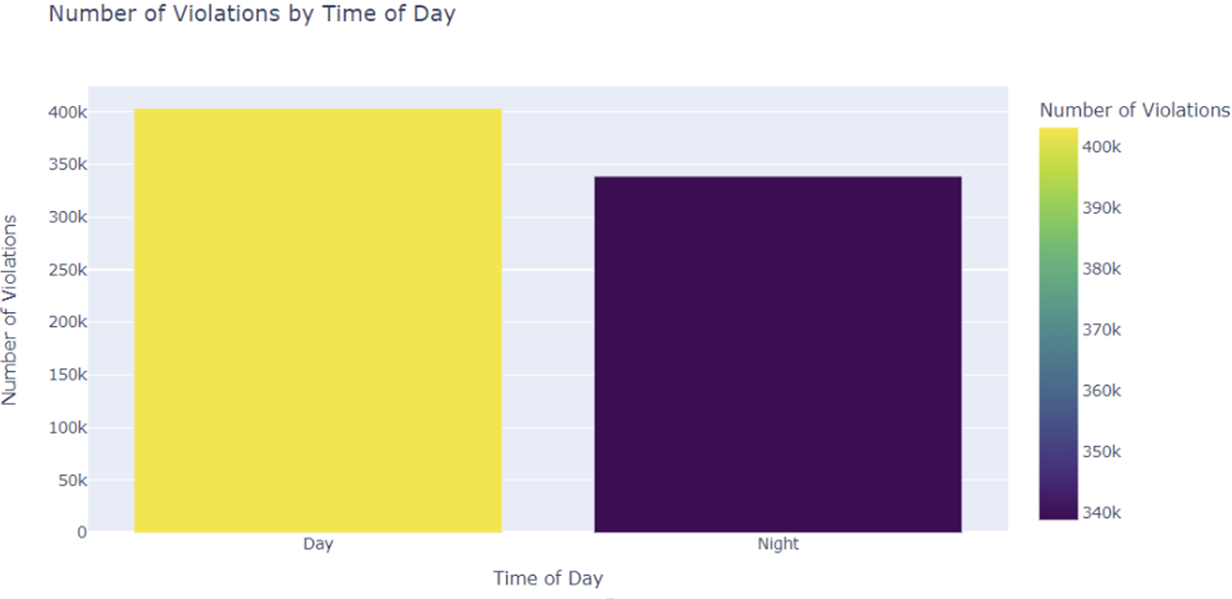 Number of Violations by Time of Day
Number of Violations
400k
350k
300k
250k
200k
150k
100k
50k
0
Day
Night
Time of Day
Number of Violations
400k
390k
380k
370k
360k
350k
340k